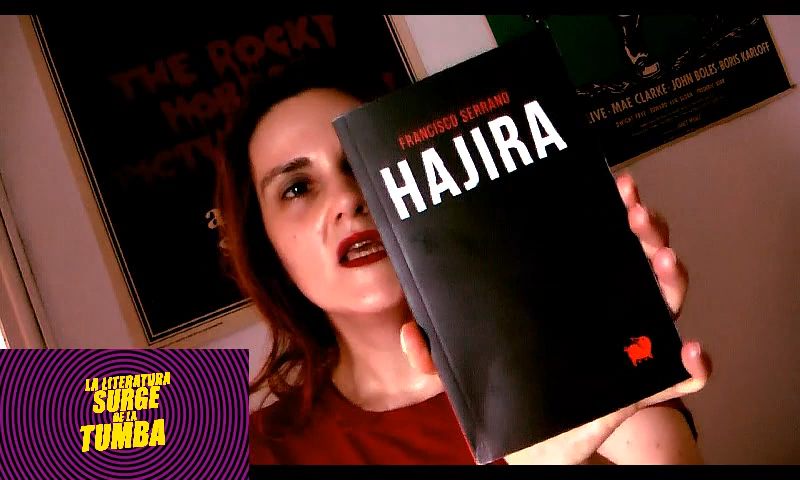 THE ROCKY
HORROR
PICTURE
LIVE·MAE CLARKE·JOHN BOLES·BORIS KARLOFF
FRANCISCO SERRANO
HAJIRA
LA LITERATURA
SURGE
DE LA
TUMBA